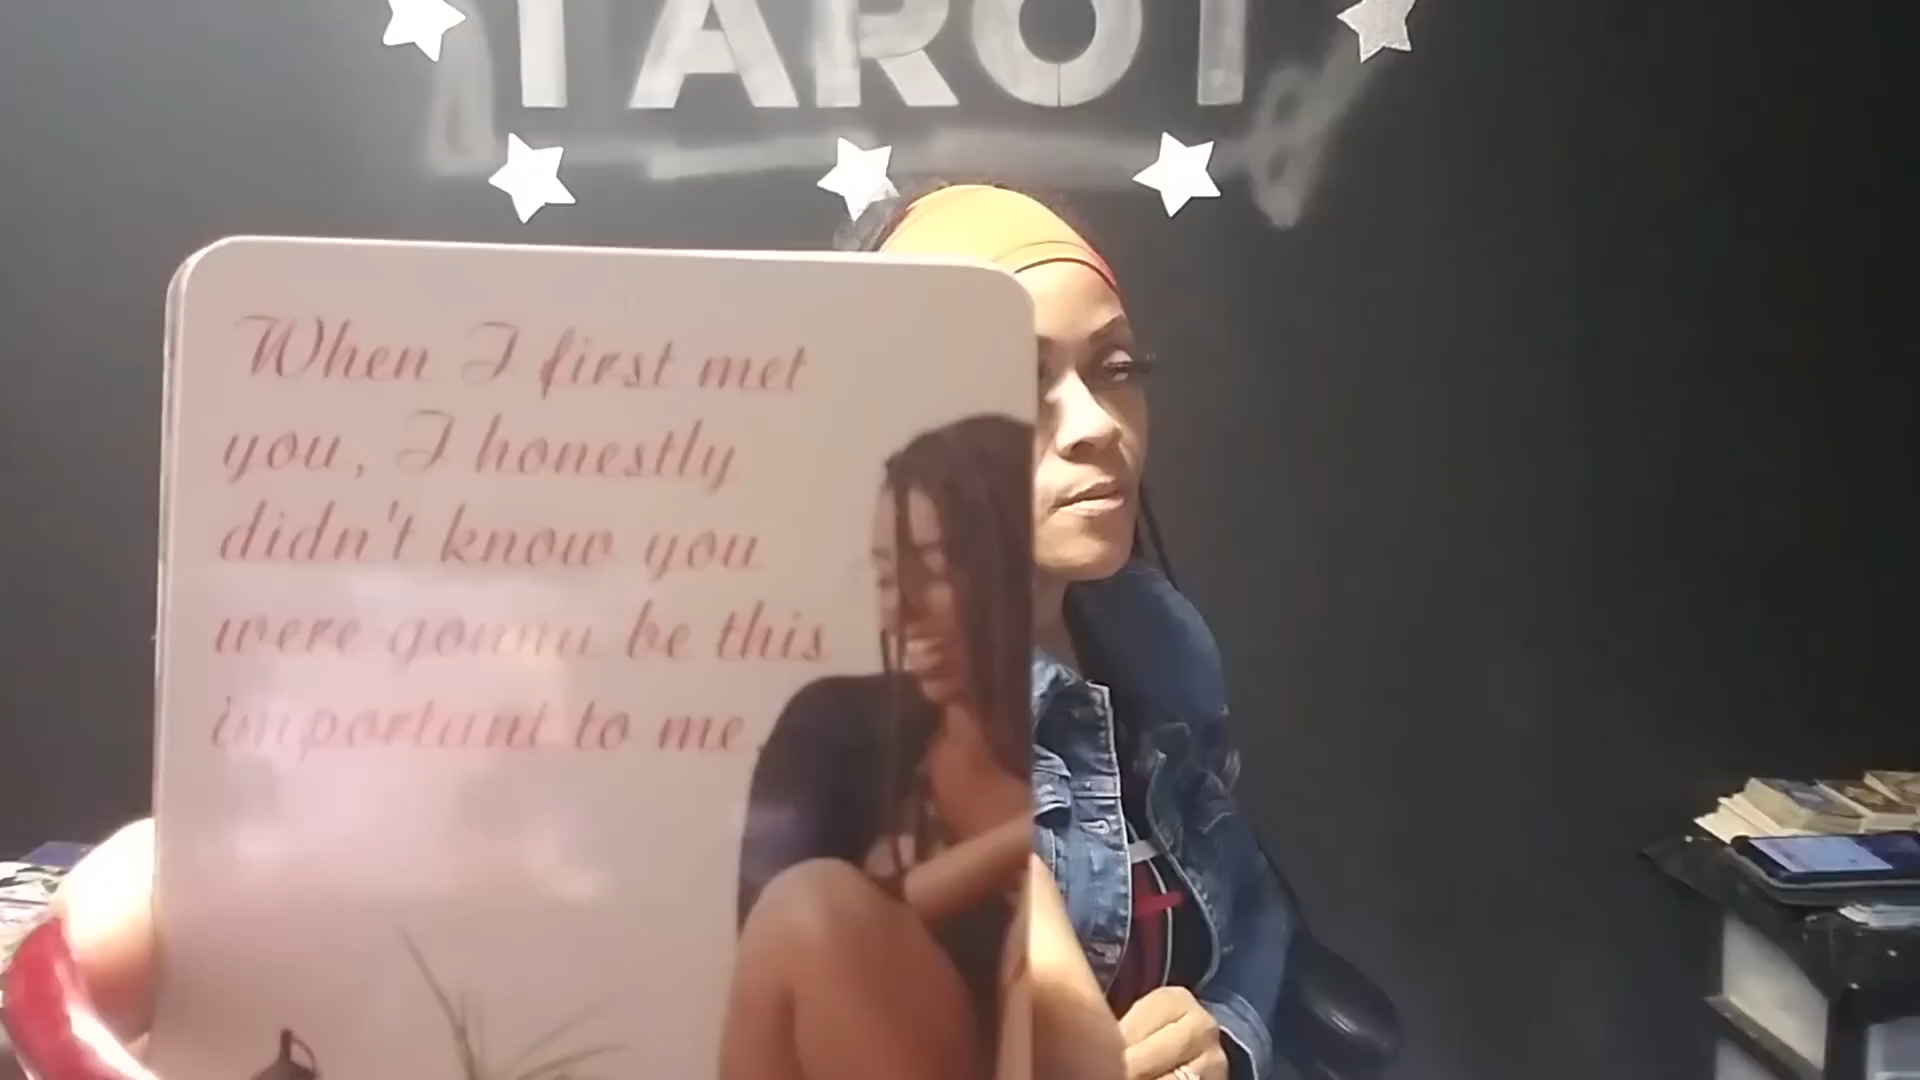 TAROT
When I first met
you, I honestly
didn't know you
were gonna be this
important to me.